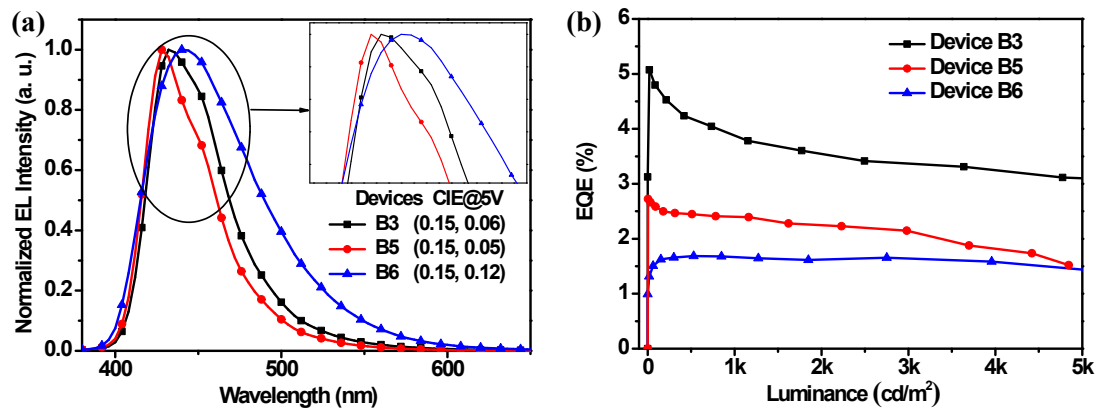 (a)
Normalized EL Intensity (a. u.)
1.0
0.8
0.6
0.4
0.2
0.0
400
500
600
Wavelength (nm)
Devices CIE@5V
B3 (0.15, 0.06)
B5 (0.15, 0.05)
B6 (0.15, 0.12)
(b)
EQE (%)
6
5
4
3
2
1
0
0
1k
2k
3k
4k
5k
Luminance (cd/m²)
Device B3
Device B5
Device B6